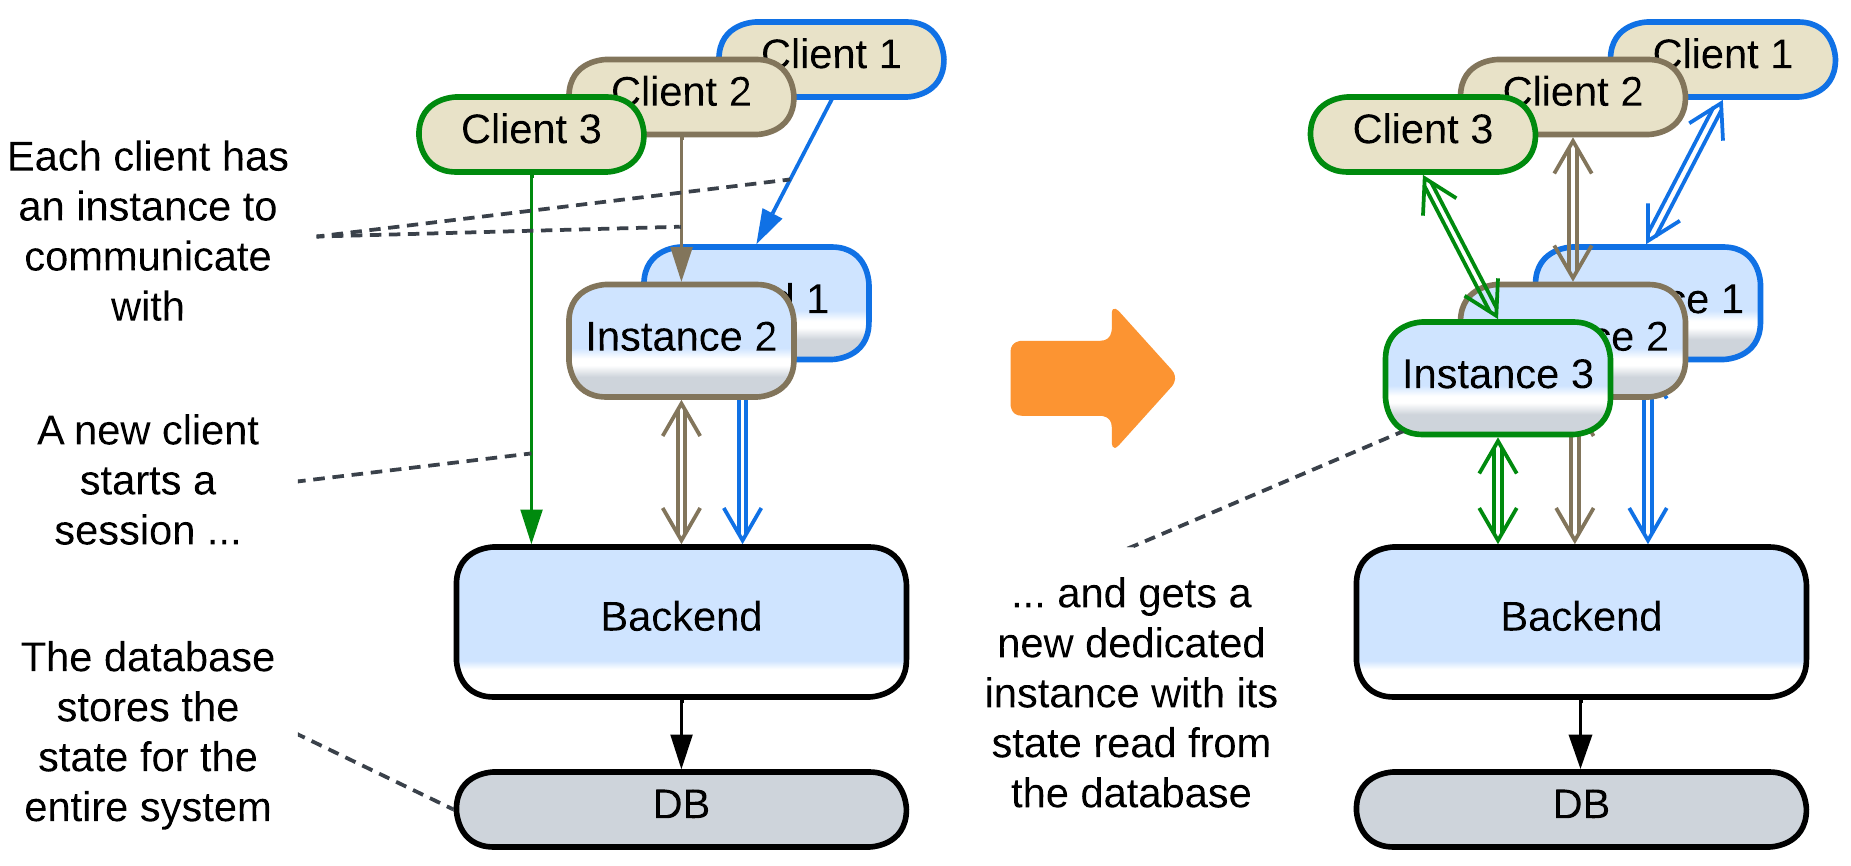 Client 1
Client 2
Client 3
Each client has
an instance to
communicate
with
1
Instance 2
A new client
starts a
session ...
Backend
The database
stores the
state for the
entire system
DB
Client 1
Client 2
Client 3
ce 1
ce 2
Instance 3
... and gets a
new dedicated
instance with its
state read from
the database
Backend
DB